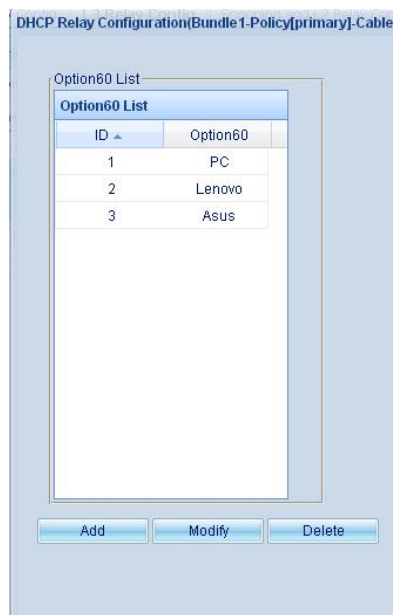 DHCP Relay Configuration(Bundle1-Policy[primary]-Cable
Option60 List
Option60 List
ID Option60
1 PC
2 Lenovo
3 Asus
Add Modify Delete